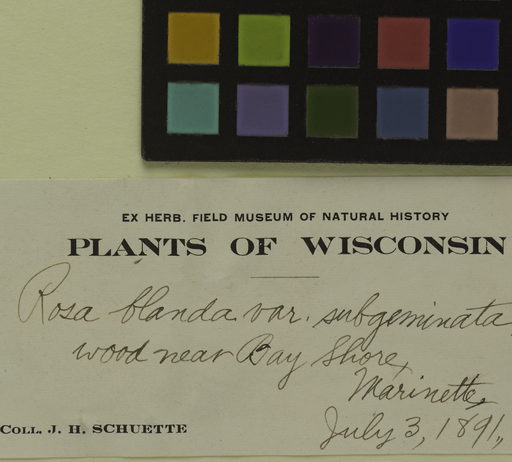 EX HERB. FIELD MUSEUM OF NATURAL HISTORY
PLANTS OF WISCONSIN
Rosa blanda var. subgeminata,
wood near Bay Shore,
Marinette,
July 3, 1891,,
COLL. J. H. SCHUETTE